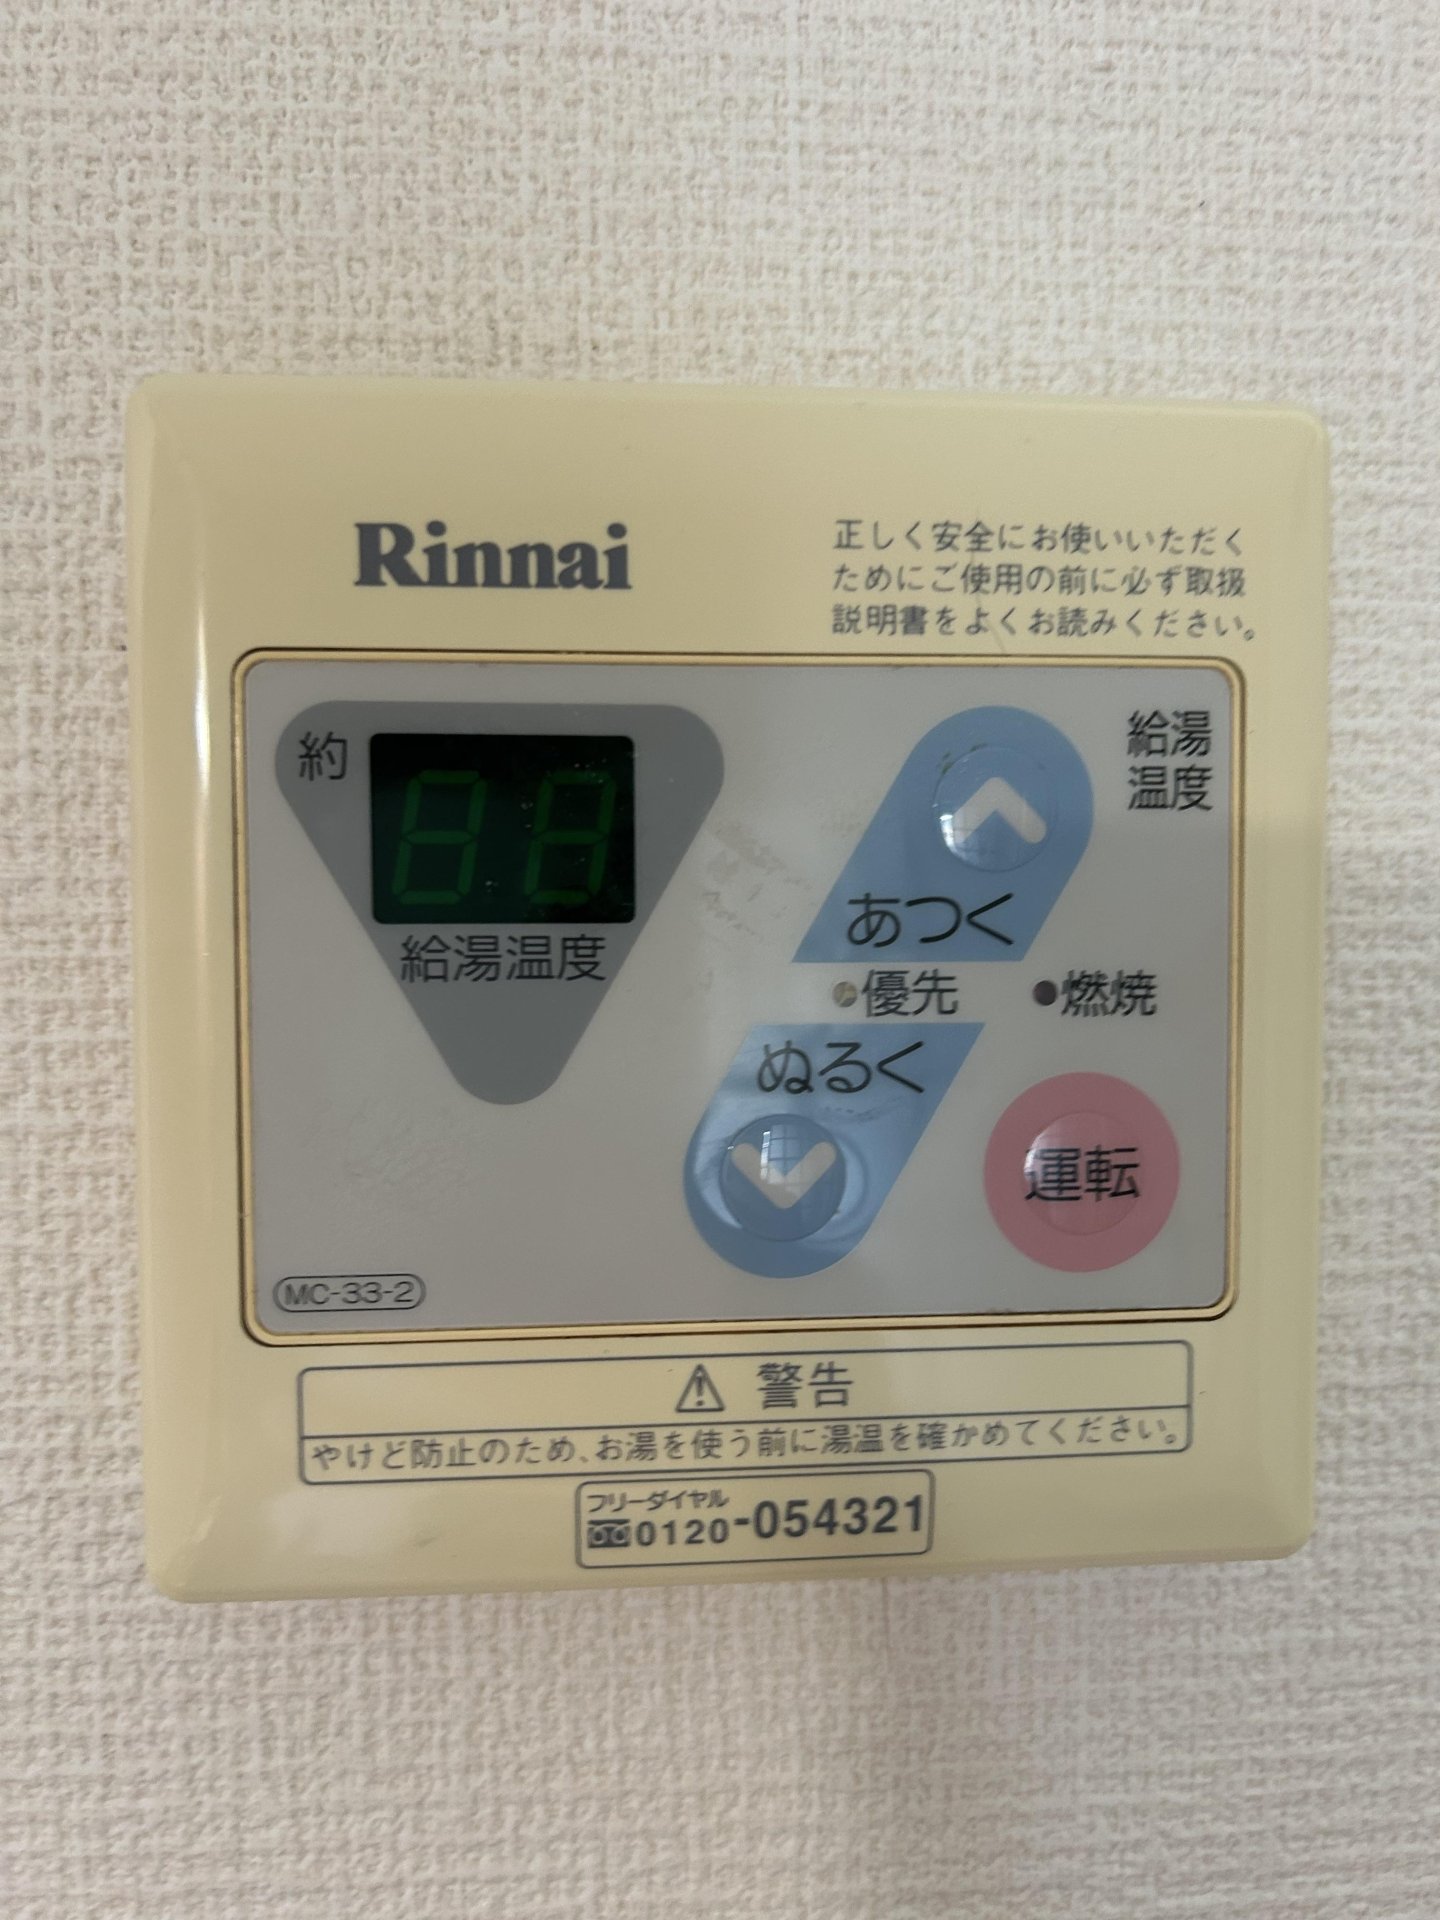 Rinnai
正しく安全にお使いいただく
ためにご使用の前に必ず取扱
説明書をよくお読みください。
約
88
給湯温度
給湯
温度
あつく
優先
燃焼
ぬるく
運転
MC-33-2
警告
やけど防止のため、お湯を使う前に湯温を確かめてください。
フリーダイヤル
0120-054321